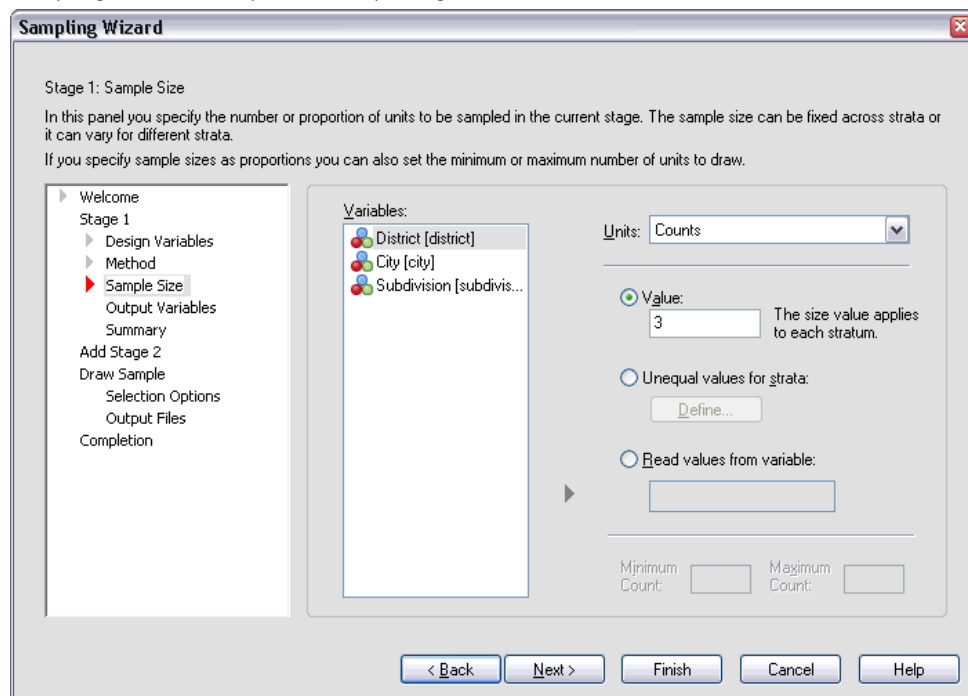 Sampling Wizard
Stage 1: Sample Size
In this panel you specify the number or proportion of units to be sampled in the current stage. The sample size can be fixed across strata or
it can vary for different strata.
If you specify sample sizes as proportions you can also set the minimum or maximum number of units to draw.
Welcome
Stage 1
Design Variables
Method
Sample Size
Output Variables
Summary
Add Stage 2
Draw Sample
Selection Options
Output Files
Completion
Variables:
District [district]
City [city]
Subdivision [subdivis...
Units: Counts
Value:
3
The size value applies
to each stratum.
Unequal values for strata:
Define...
Read values from variable:
Minimum
Count:
Maximum
Count:
< Back
Next >
Finish
Cancel
Help